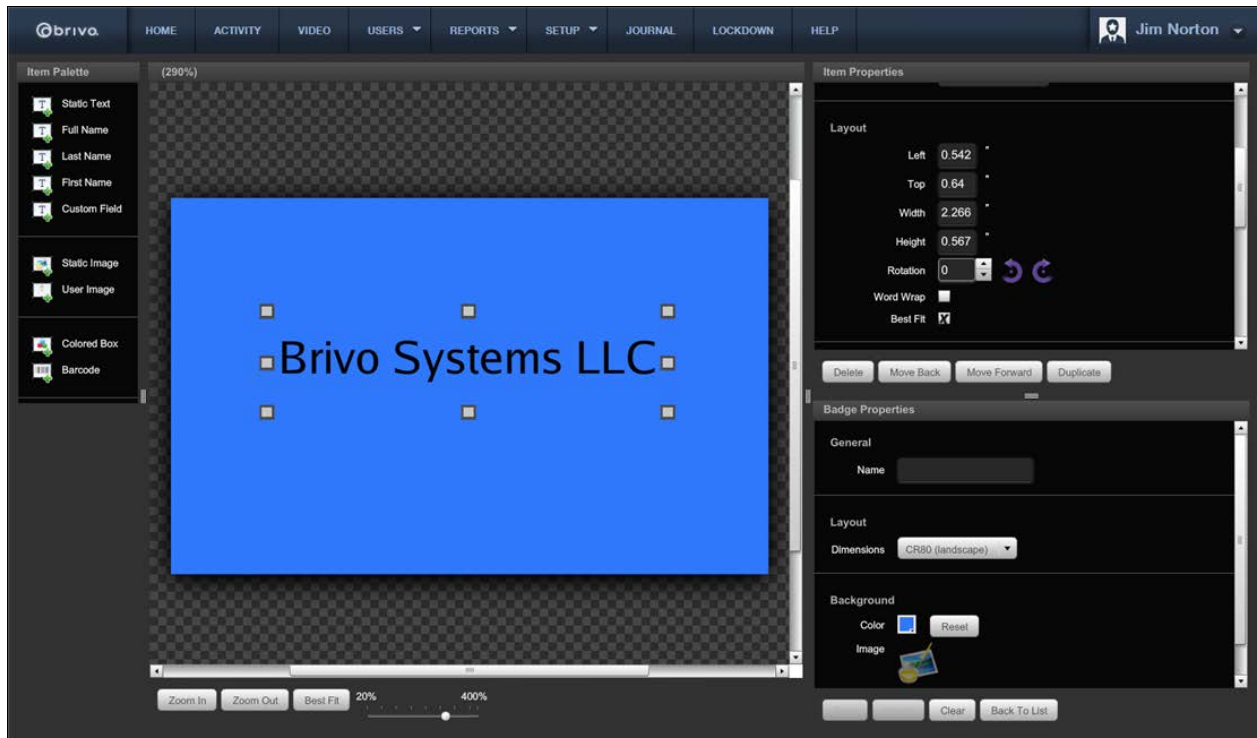 brivo.
HOME ACTIVITY VIDEO USERS REPORTS SETUP JOURNAL LOCKDOWN HELP Jim Norton
Item Palette
Static Text
Full Name
Last Name
First Name
Custom Field
Static Image
User Image
Colored Box
Barcode
(290%)
Brivo Systems LLC
Zoom In Zoom Out Best Fit 20% 400%
Item Properties
Layout
Left 0.542 "
Top 0.64 "
Width 2.266 "
Height 0.567 "
Rotation 0
Word Wrap
Best Fit
Delete Move Back Move Forward Duplicate
Badge Properties
General
Name
Layout
Dimensions CR80 (landscape)
Background
Color Reset
Image
Clear Back To List